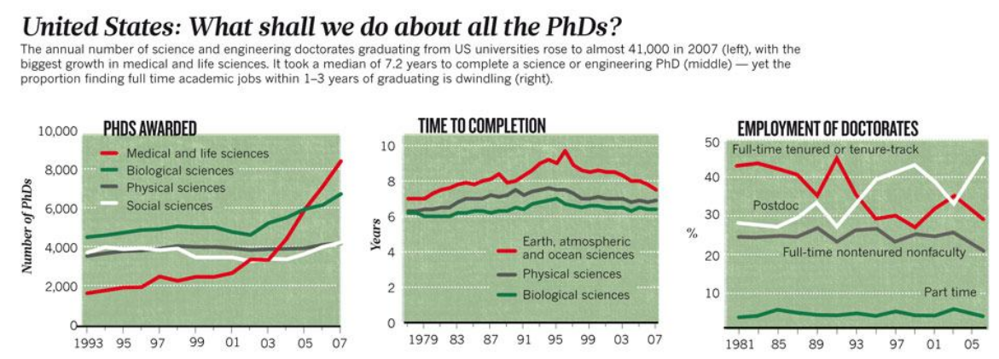 United States: What shall we do about all the PhDs?
The annual number of science and engineering doctorates graduating from US universities rose to almost 41,000 in 2007 (left), with the
biggest growth in medical and life sciences. It took a median of 7.2 years to complete a science or engineering PhD (middle) — yet the
proportion finding full time academic jobs within 1–3 years of graduating is dwindling (right).
PHDS AWARDED
10,000
8,000
6,000
4,000
2,000
0
Number of PhDs
Medical and life sciences
Biological sciences
Physical sciences
Social sciences
1993 95 97 99 01 03 05 07
TIME TO COMPLETION
10
8
6
4
2
0
Years
Earth, atmospheric
and ocean sciences
Physical sciences
Biological sciences
1979 83 87 91 95 99 03 07
EMPLOYMENT OF DOCTORATES
50
40
30
20
10
%
Full-time tenured or tenure-track
Postdoc
Full-time nontenured nonfaculty
Part time
1981 85 89 93 97 01 05